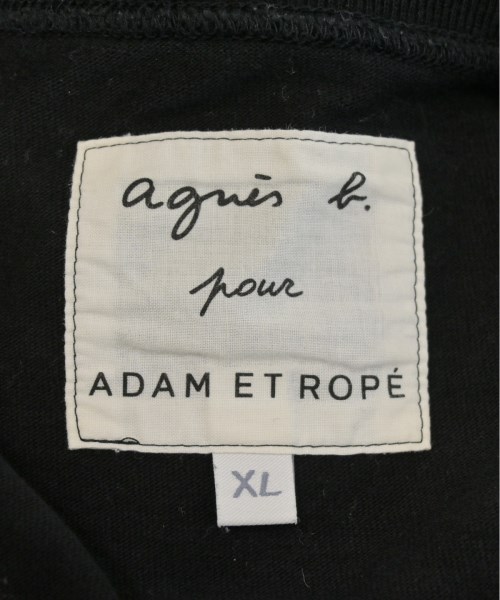 agnès b.
pour
ADAM ET ROPÉ
XL